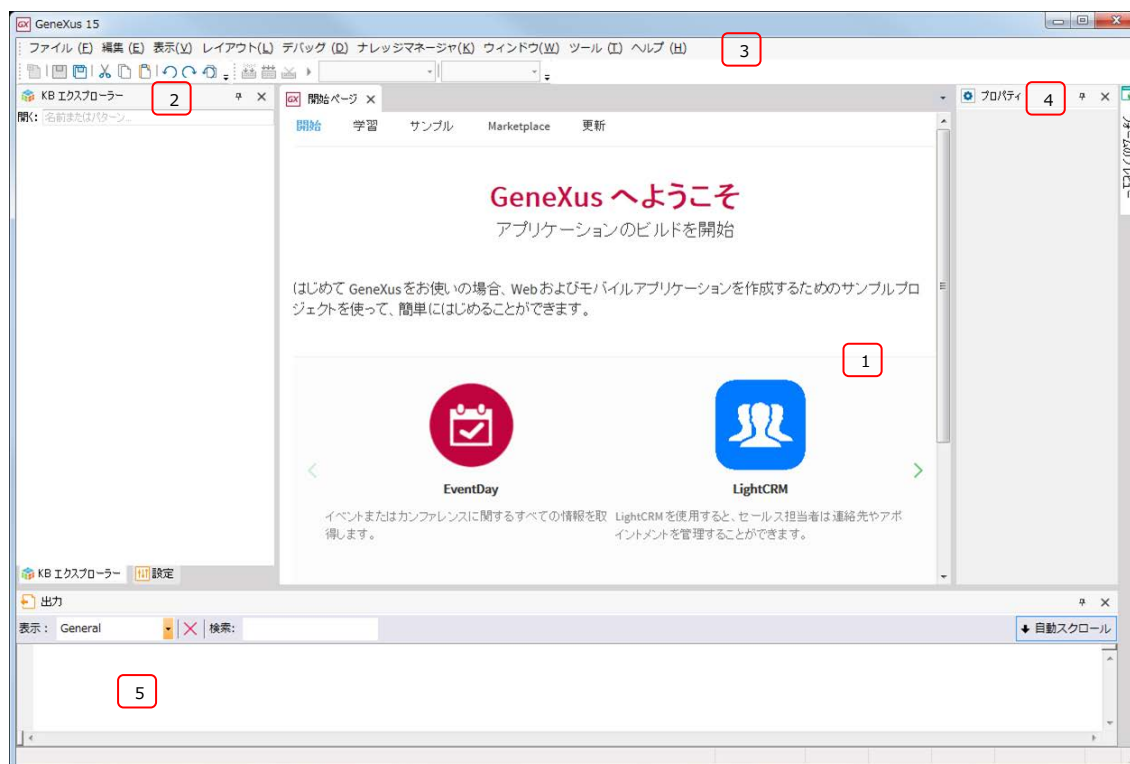 GX GeneXus 15
ファイル (F) 編集 (E) 表示(V) レイアウト(L) デバッグ (D) ナレッジマネージャ(K) ウィンドウ(W) ツール (T) ヘルプ (H)
3
KB エクスプローラー
2
開く: 名前またはパターン...
GX 開始ページ
プロパティ
4
フォームのプレビュー
開始 学習 サンプル Marketplace 更新
GeneXus へようこそ
アプリケーションのビルドを開始
はじめて GeneXus をお使いの場合、Web およびモバイルアプリケーションを作成するためのサンプルプロ
ジェクトを使って、簡単にはじめることができます。
1
EventDay
イベントまたはカンファレンスに関するすべての情報を取
得します。
LightCRM
LightCRM を使用すると、セールス担当者は連絡先やアポ
イントメントを管理することができます。
KB エクスプローラー 設定
出力
表示: General 検索: 自動スクロール
5